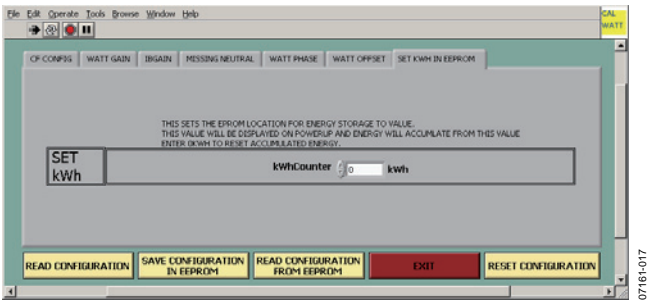 File Edit Operate Tools Browse Window Help
CAL
WATT
CF CONFIG WATT GAIN IBGAIN MISSING NEUTRAL WATT PHASE WATT OFFSET SET KWH IN EEPROM
THIS SETS THE EPROM LOCATION FOR ENERGY STORAGE TO VALUE.
THIS VALUE WILL BE DISPLAYED ON POWERUP AND ENERGY WILL ACCUMLATE FROM THIS VALUE
ENTER 0KWH TO RESET ACCUMULATED ENERGY.
SET
kWh
kWhCounter 0 kWh
READ CONFIGURATION
SAVE CONFIGURATION
IN EEPROM
READ CONFIGURATION
FROM EEPROM
EXIT
RESET CONFIGURATION
07161-017